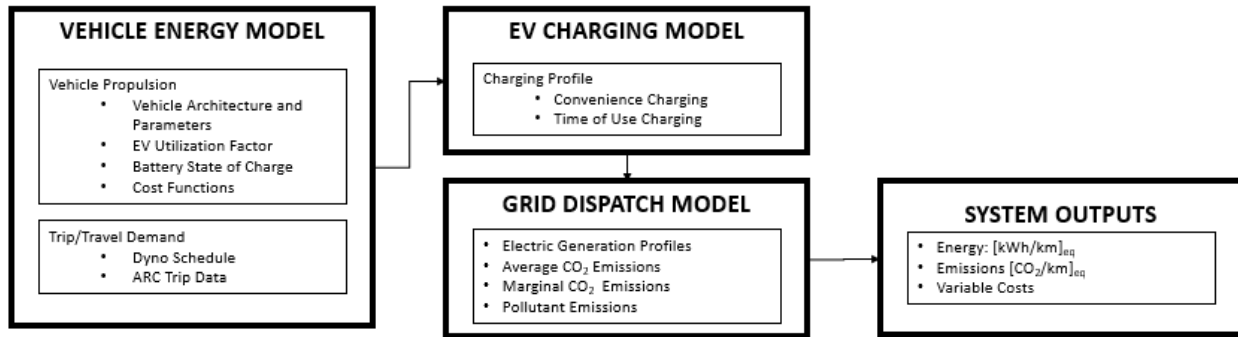 VEHICLE ENERGY MODEL
Vehicle Propulsion
• Vehicle Architecture and
Parameters
• EV Utilization Factor
• Battery State of Charge
• Cost Functions
Trip/Travel Demand
• Dyno Schedule
• ARC Trip Data
EV CHARGING MODEL
Charging Profile
• Convenience Charging
• Time of Use Charging
GRID DISPATCH MODEL
• Electric Generation Profiles
• Average CO₂ Emissions
• Marginal CO₂ Emissions
• Pollutant Emissions
SYSTEM OUTPUTS
• Energy: [kWh/km]eq
• Emissions [CO₂/km]eq
• Variable Costs